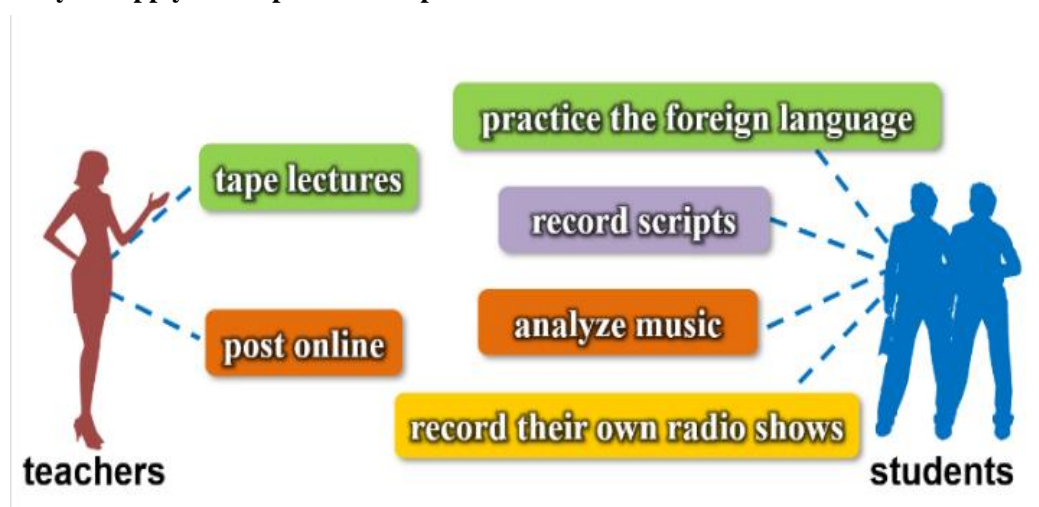 practice the foreign language
tape lectures
record scripts
analyze music
post online
record their own radio shows
teachers
students